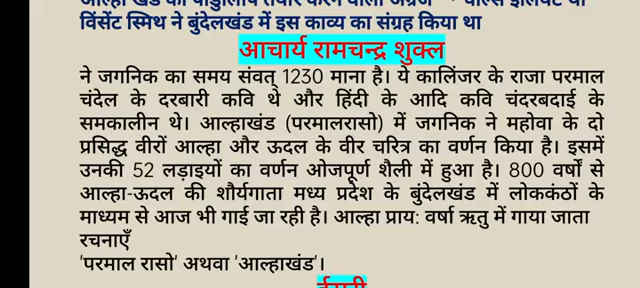 आल्हा खंड की पांडुलिपि तैयार करने वाला अंग्रेज
विंसेंट स्मिथ ने बुंदेलखंड में इस काव्य का संग्रह किया था
आचार्य रामचन्द्र शुक्ल
ने जगनिक का समय संवत् 1230 माना है। ये कालिंजर के राजा परमाल
चंदेल के दरबारी कवि थे और हिंदी के आदि कवि चंदरबदाई के
समकालीन थे। आल्हाखंड (परमालरासो) में जगनिक ने महोवा के दो
प्रसिद्ध वीरों आल्हा और ऊदल के वीर चरित्र का वर्णन किया है। इसमें
उनकी 52 लड़ाइयों का वर्णन ओजपूर्ण शैली में हुआ है। 800 वर्षों से
आल्हा-ऊदल की शौर्यगाता मध्य प्रदेश के बुंदेलखंड में लोककंठों के
माध्यम से आज भी गाई जा रही है। आल्हा प्राय: वर्षा ऋतु में गाया जाता
रचनाएँ
'परमाल रासो' अथवा 'आल्हाखंड'।